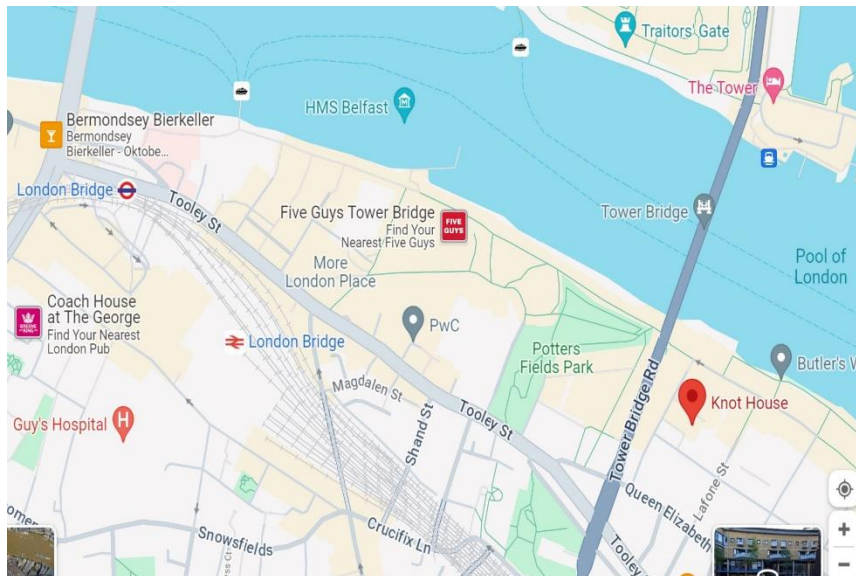 Traitors' Gate
The Tower
HMS Belfast
Bermondsey Bierkeller
Bermondsey
Bierkeller - Oktobe...
London Bridge
Tooley St
Five Guys Tower Bridge
Find Your
Nearest Five Guys
FIVE
GUYS
Tower Bridge
Pool of
London
More
London Place
Coach House
at The George
Find Your Nearest
London Pub
London Bridge
PwC
Potters
Fields Park
Butler's W
Tower Bridge Rd
Knot House
Magdalen St
Shand St
Tooley St
Guy's Hospital
H
Lafone St
Queen Elizabeth
Snowsfields
Crucifix Ln
Tooley